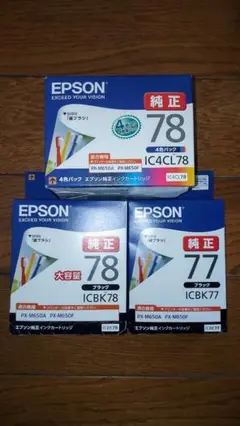 EPSON
EXCEED YOUR VISION
純正
78
4色パック
IC4CL78
PX-M650A PX-M650F
4色パック エプソン純正インクカートリッジ
IC4CL78
EPSON
EXCEED YOUR VISION
純正
大容量
78
ブラック
ICBK78
PX-M650A PX-M650F
エプソン純正インクカートリッジ
ICBK78
EPSON
EXCEED YOUR VISION
純正
77
ブラック
ICBK77
PX-M650A PX-M650F
エプソン純正インクカートリッジ
ICBK77